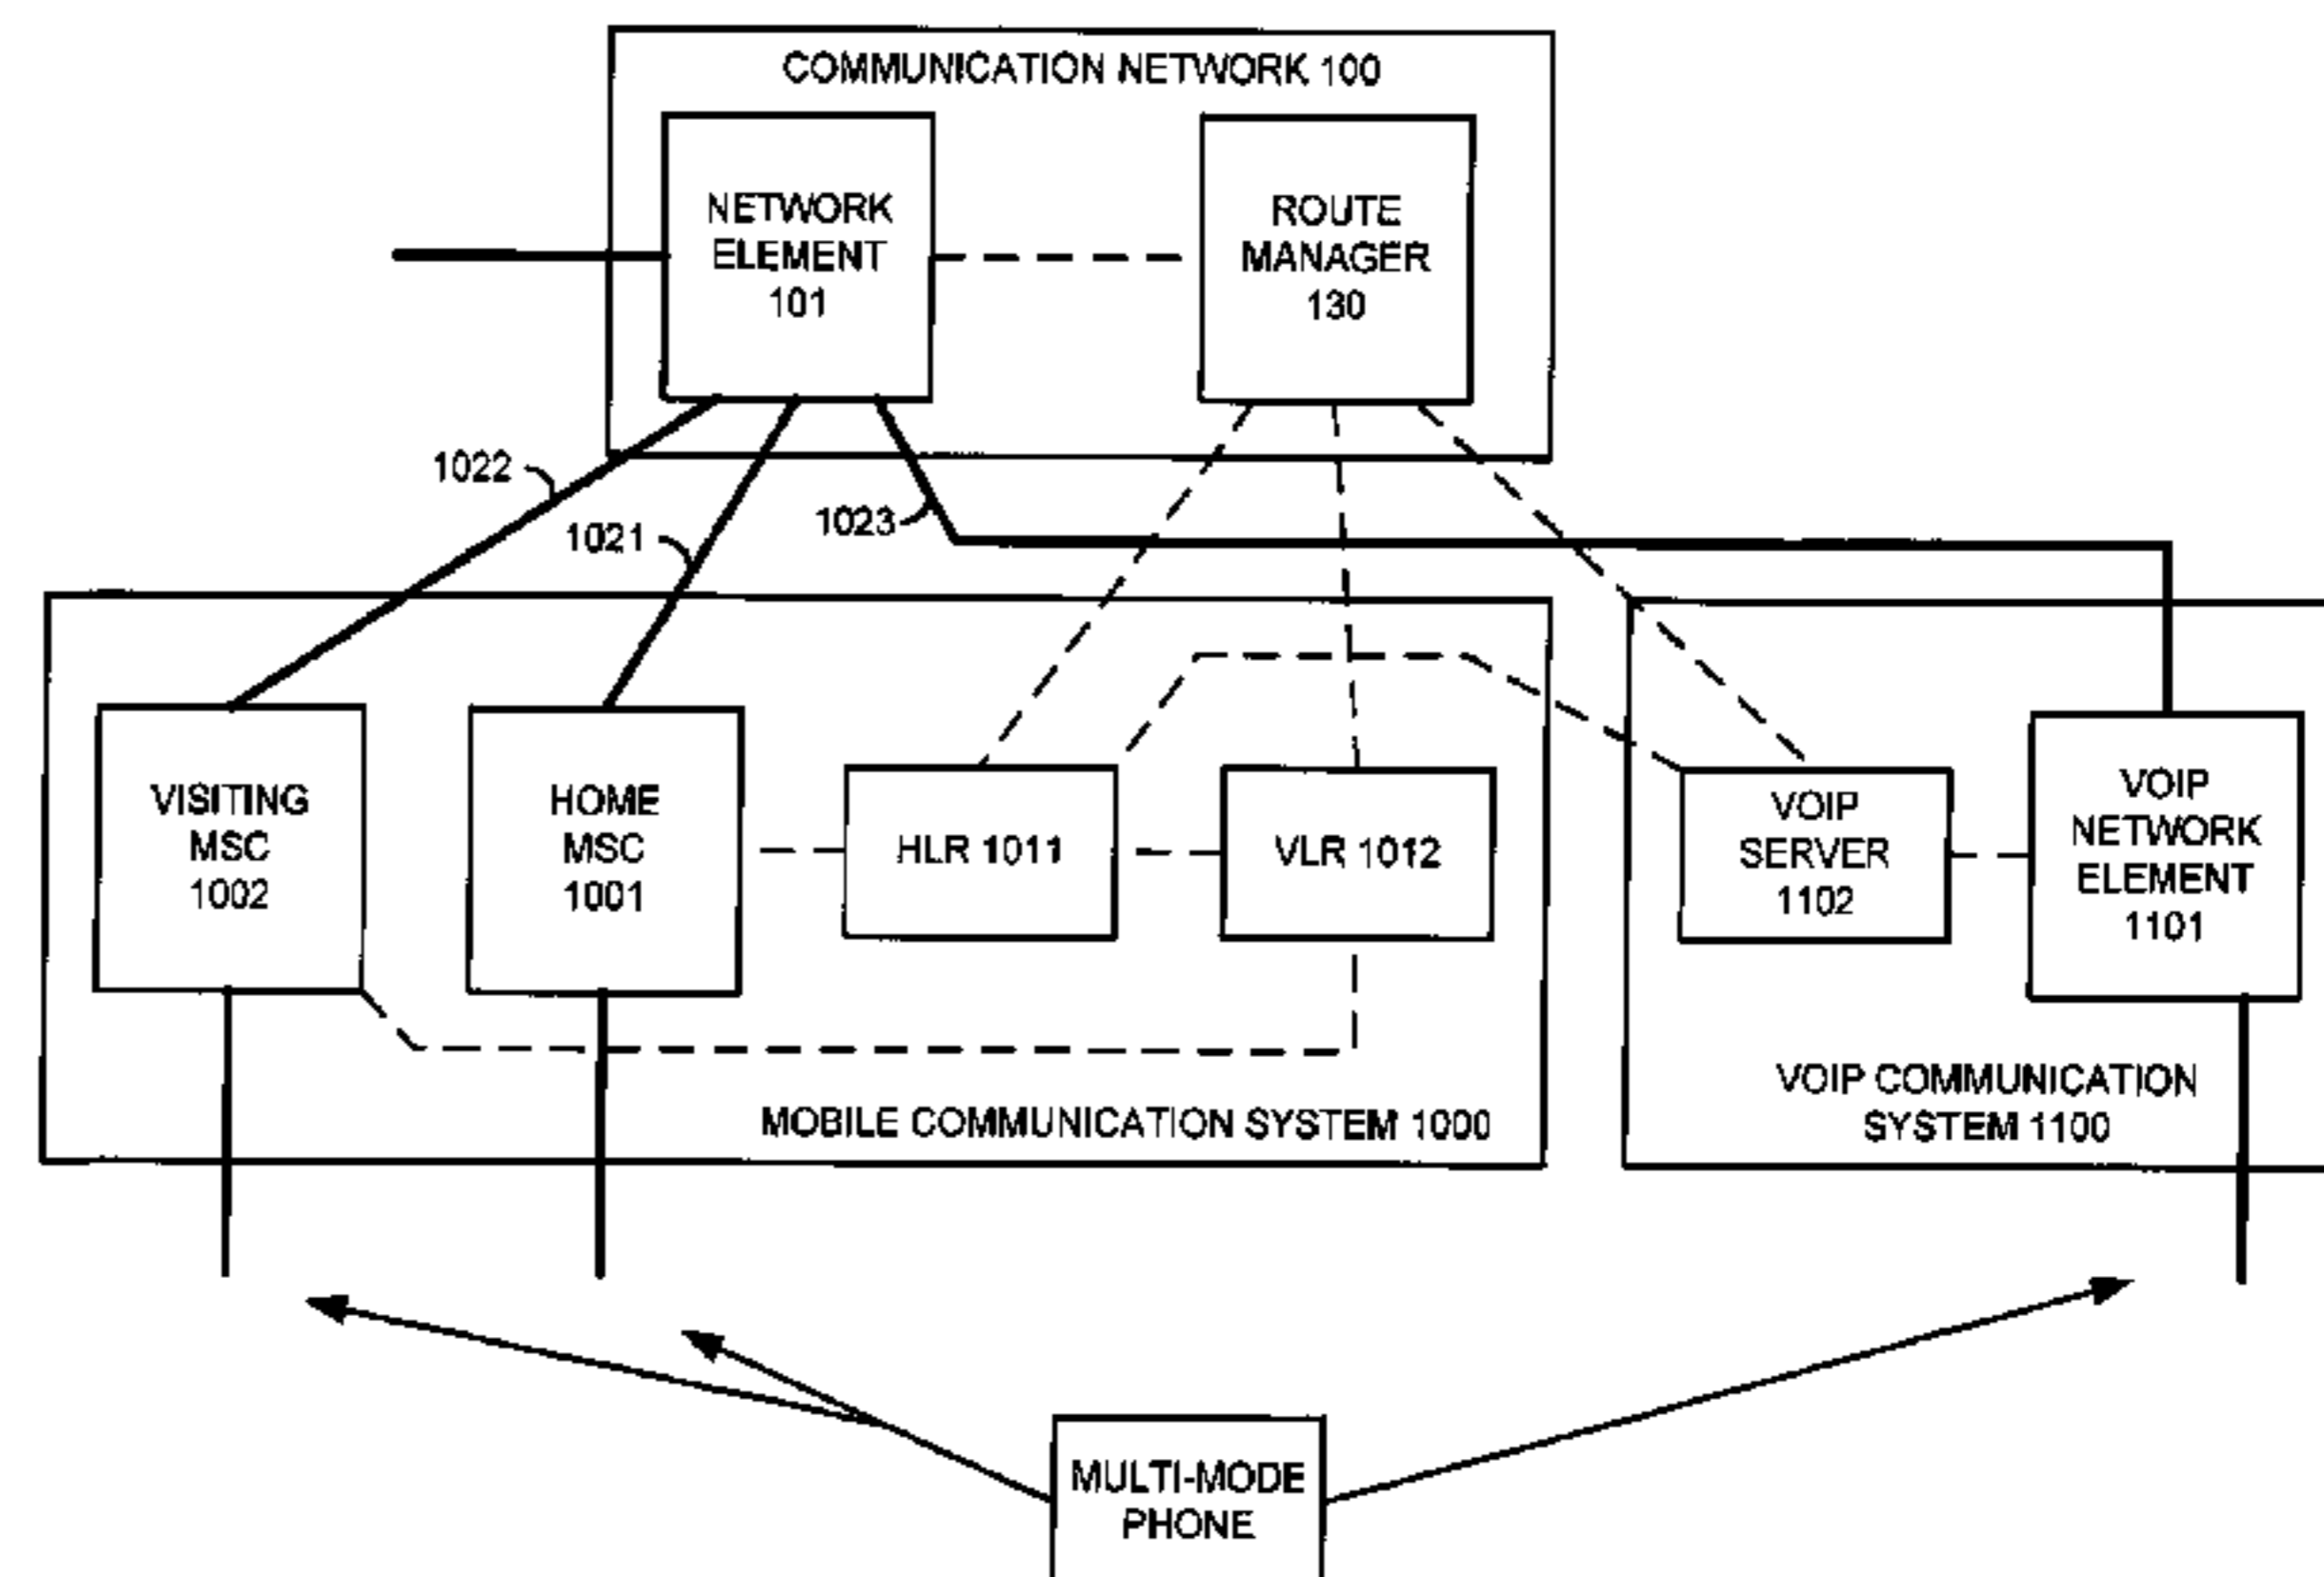 COMMUNICATION NETWORK 100
NETWORK
ELEMENT
101
ROUTE
MANAGER
130
1022
1021
1023
VISITING
MSC
1002
HOME
MSC
1001
HLR 1011
VLR 1012
VOIP
SERVER
1102
VOIP
NETWORK
ELEMENT
1101
MOBILE COMMUNICATION SYSTEM 1000
VOIP COMMUNICATION
SYSTEM 1100
MULTI-MODE
PHONE